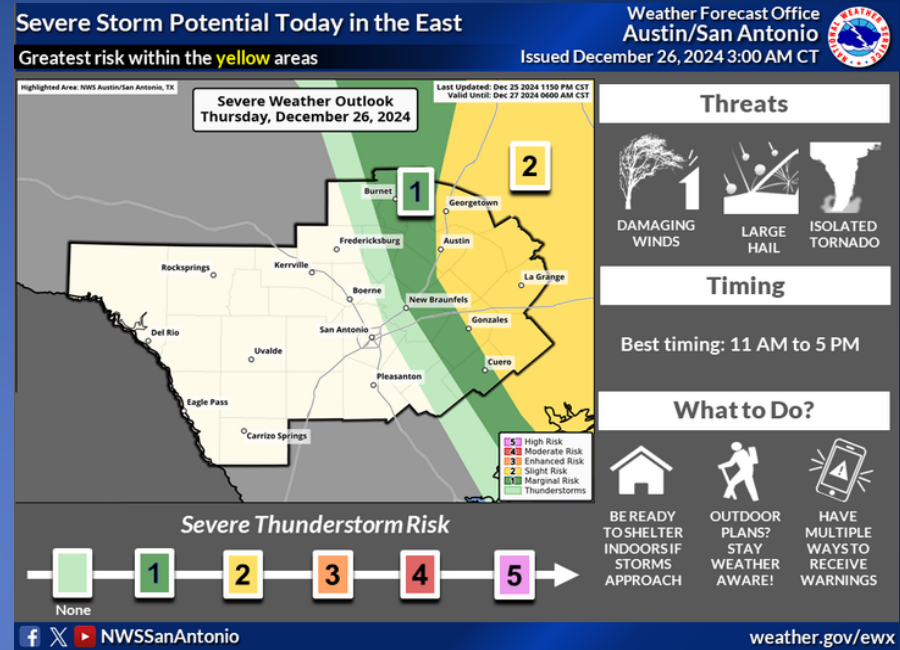 Severe Storm Potential Today in the East
Greatest risk within the yellow areas
Weather Forecast Office
Austin/San Antonio
Issued December 26, 2024 3:00 AM CT
NATIONAL WEATHER SERVICE
Highlighted Area: NWS Austin/San Antonio, TX
Severe Weather Outlook
Thursday, December 26, 2024
Last Updated: Dec 25 2024 1150 PM CST
Valid Until: Dec 27 2024 0600 AM CST
2
1
Burnet
Georgetown
Fredericksburg
Austin
Rocksprings
Kerrville
La Grange
Boerne
New Braunfels
Gonzales
Del Rio
San Antonio
Uvalde
Cuero
Pleasanton
Eagle Pass
Carrizo Springs
5 High Risk
4 Moderate Risk
3 Enhanced Risk
2 Slight Risk
1 Marginal Risk
Thunderstorms
Threats
DAMAGING
WINDS
LARGE
HAIL
ISOLATED
TORNADO
Timing
Best timing: 11 AM to 5 PM
What to Do?
BE READY
TO SHELTER
INDOORS IF
STORMS
APPROACH
OUTDOOR
PLANS?
STAY
WEATHER
AWARE!
HAVE
MULTIPLE
WAYS TO
RECEIVE
WARNINGS
Severe Thunderstorm Risk
1
2
3
4
5
None
NWSSanAntonio
weather.gov/ewx